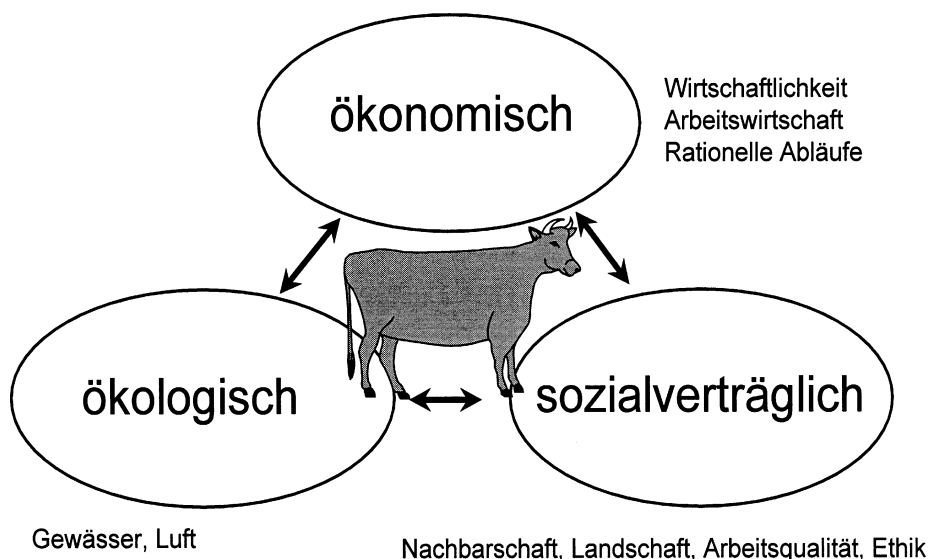 ökonomisch
Wirtschaftlichkeit
Arbeitswirtschaft
Rationelle Abläufe
ökologisch
sozialverträglich
Gewässer, Luft
Nachbarschaft, Landschaft, Arbeitsqualität, Ethik